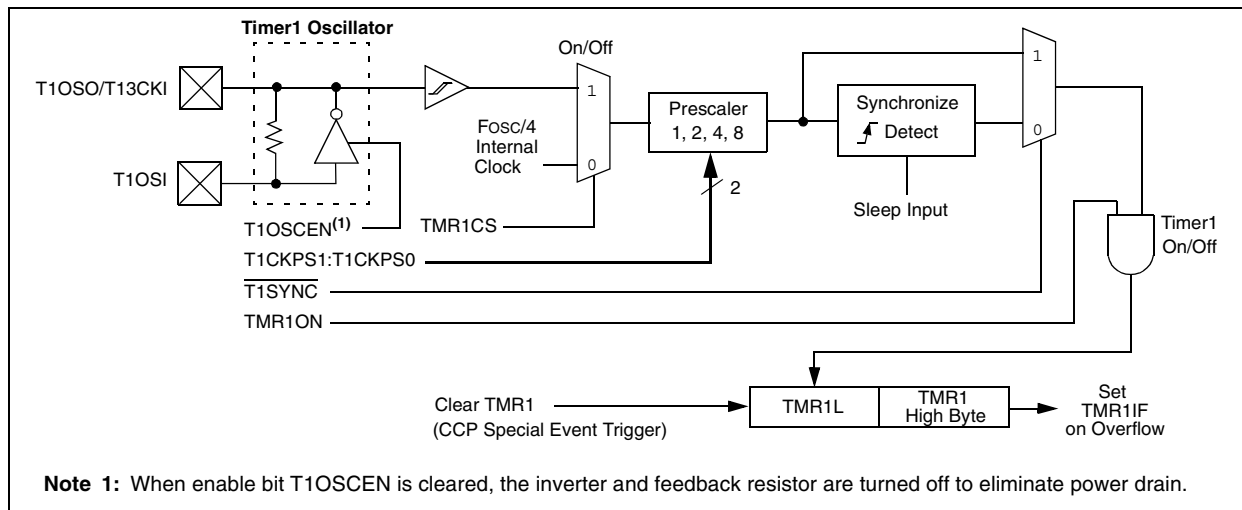 Timer1 Oscillator
On/Off
T1OSO/T13CKI
1
FOSC/4
Internal
Clock
0
Prescaler
1, 2, 4, 8
Synchronize
Detect
1
0
T1OSI
2
Sleep Input
T1OSCEN(1)
TMR1CS
Timer1
On/Off
T1CKPS1:T1CKPS0
T1SYNC
TMR1ON
Clear TMR1
(CCP Special Event Trigger)
TMR1L
TMR1
High Byte
Set
TMR1IF
on Overflow
Note 1: When enable bit T1OSCEN is cleared, the inverter and feedback resistor are turned off to eliminate power drain.